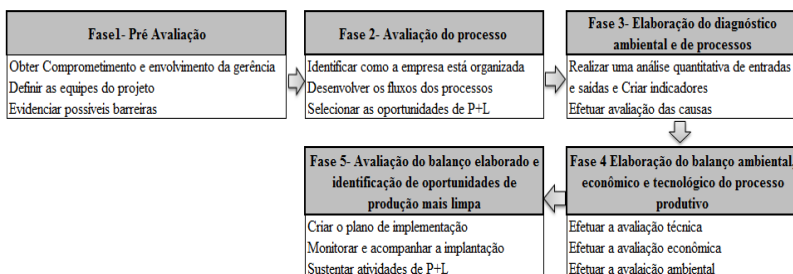 Fase1- Pré Avaliação
Obter Comprometimento e envolvimento da gerência
Definir as equipes do projeto
Evidenciar possíveis barreiras
Fase 2- Avaliação do processo
Identificar como a empresa está organizada
Desenvolver os fluxos dos processos
Selecionar as oportunidades de P+L
Fase 3- Elaboração do diagnóstico
ambiental e de processos
Realizar uma análise quantitativa de entradas
e saídas e Criar indicadores
Efetuar avaliação das causas
Fase 4 Elaboração do balanço ambiental,
econômico e tecnológico do processo
produtivo
Efetuar a avaliação técnica
Efetuar a avaliação econômica
Efetuar a avalaição ambiental
Fase 5- Avaliação do balanço elaborado e
identificação de oportunidades de
produção mais limpa
Criar o plano de implementação
Monitorar e acompanhar a implantação
Sustentar atividades de P+L